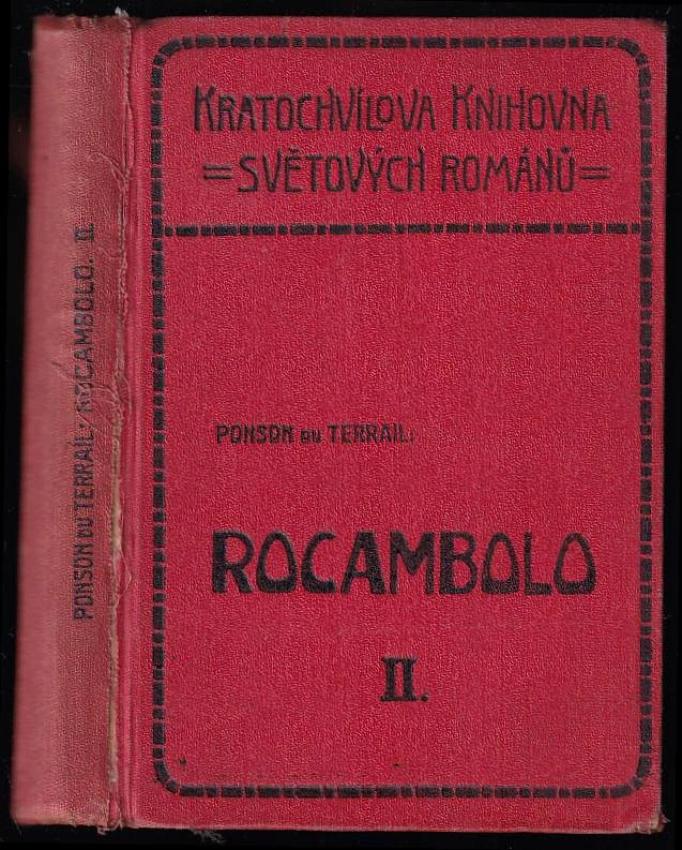 KRATOCHVÍLOVA KNIHOVNA
=SVĚTOVÝCH ROMÁNŮ=
PONSON DU TERRAIL:
ROCAMBOLO
II.
PONSON DU TERRAIL: ROCAMBOLO. II.